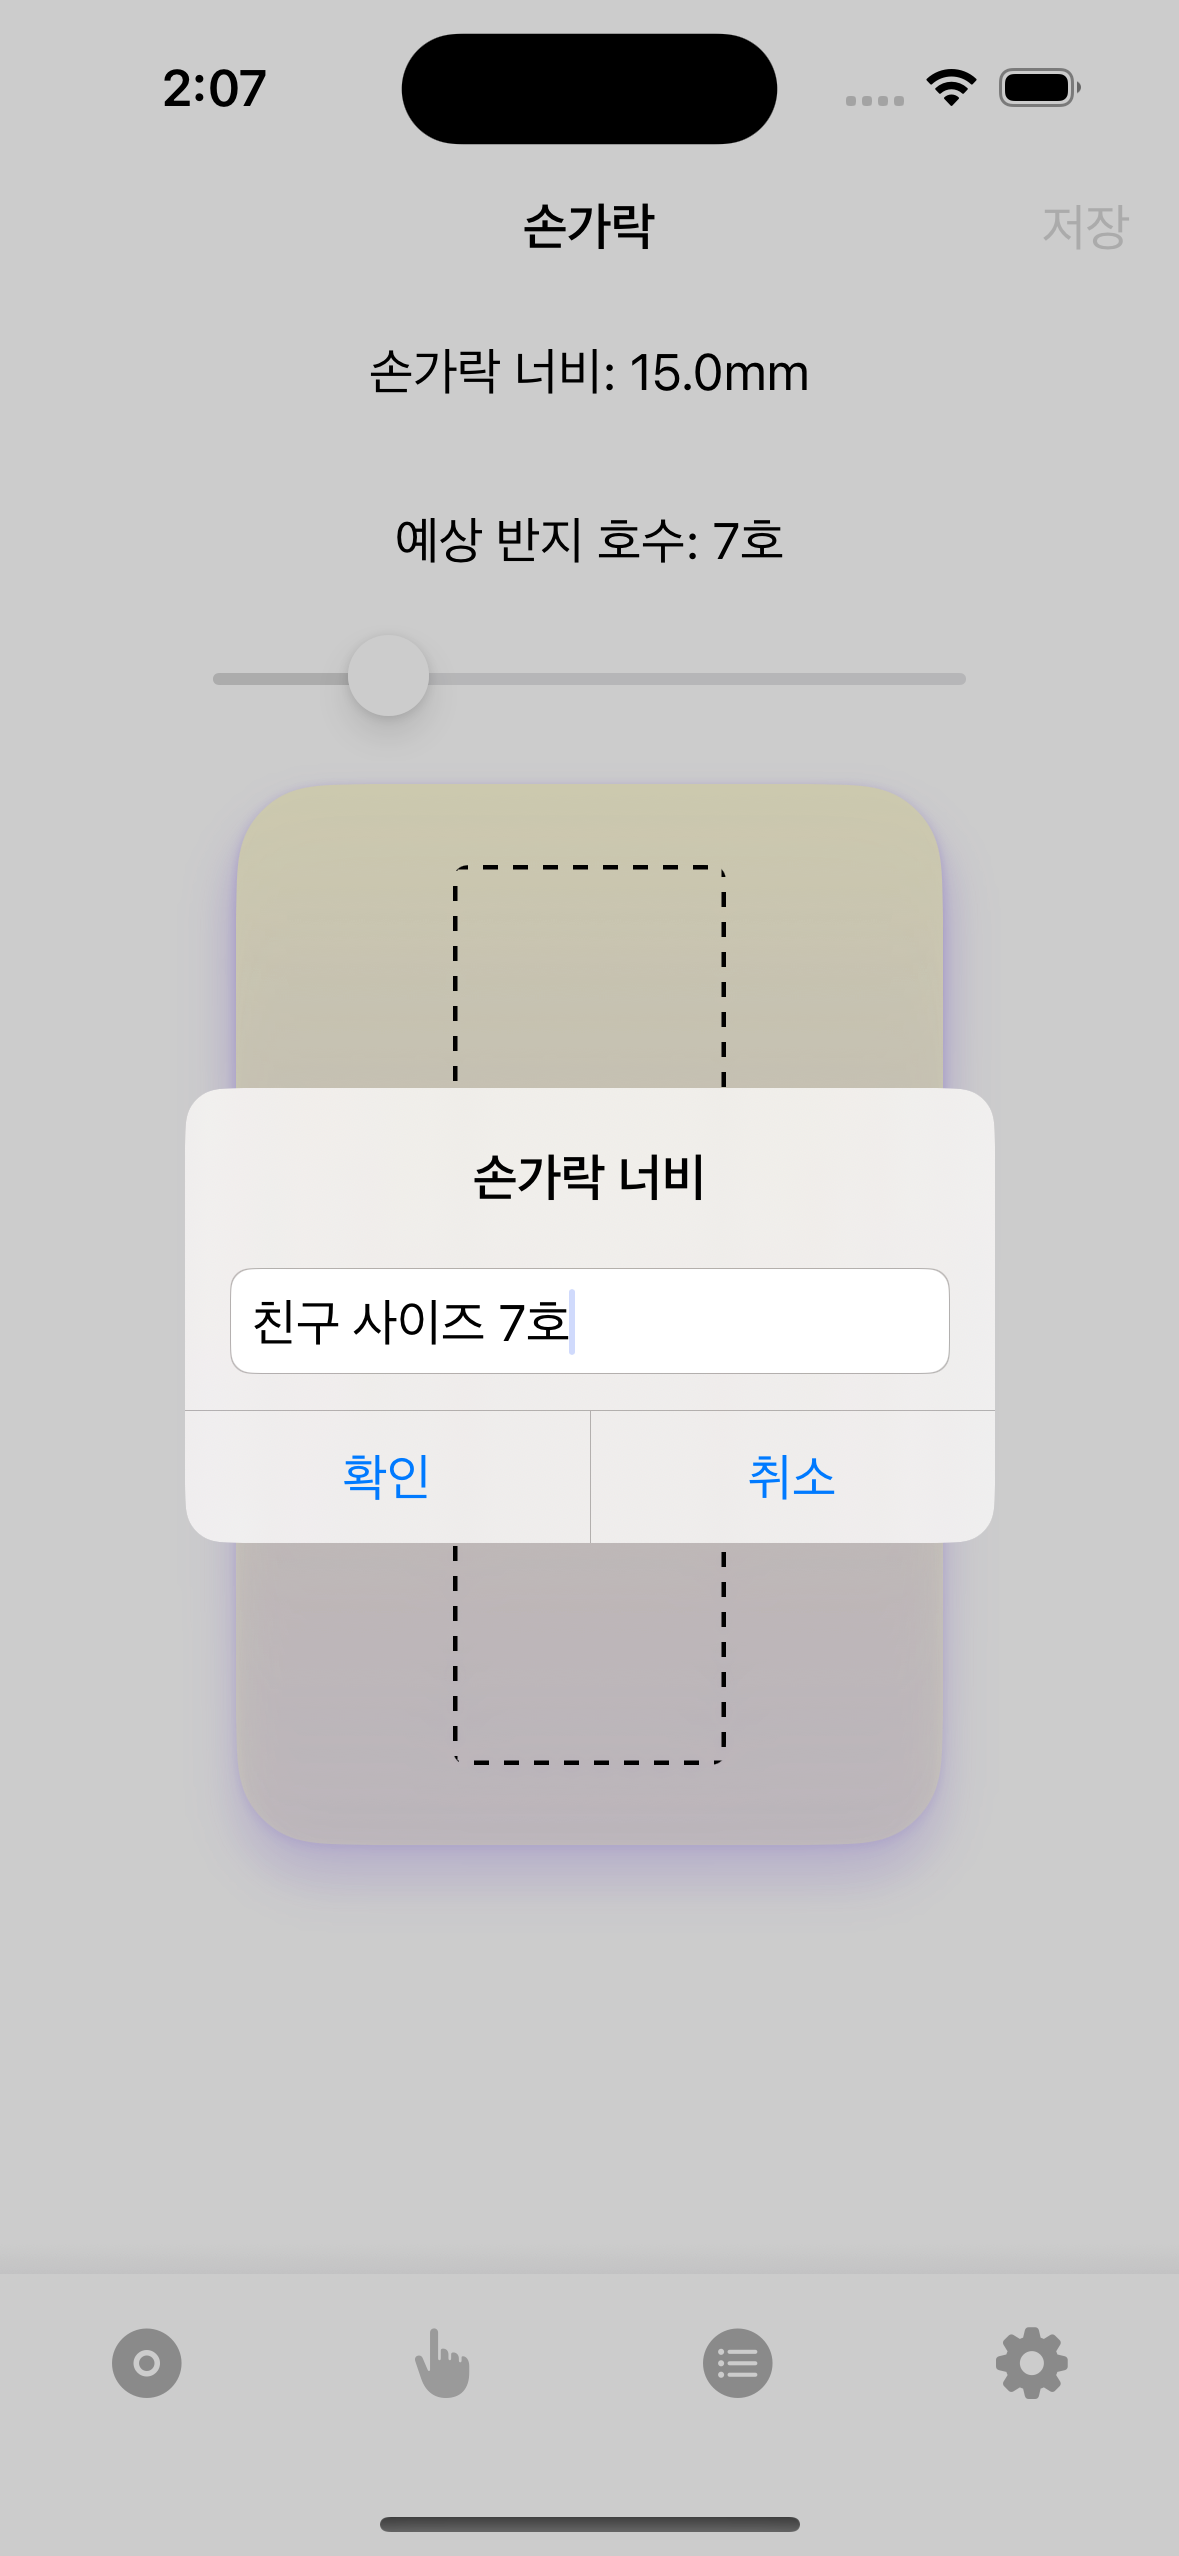 2:07
손가락
저장
손가락 너비: 15.0mm
예상 반지 호수: 7호
손가락 너비
친구 사이즈 7호
확인
취소